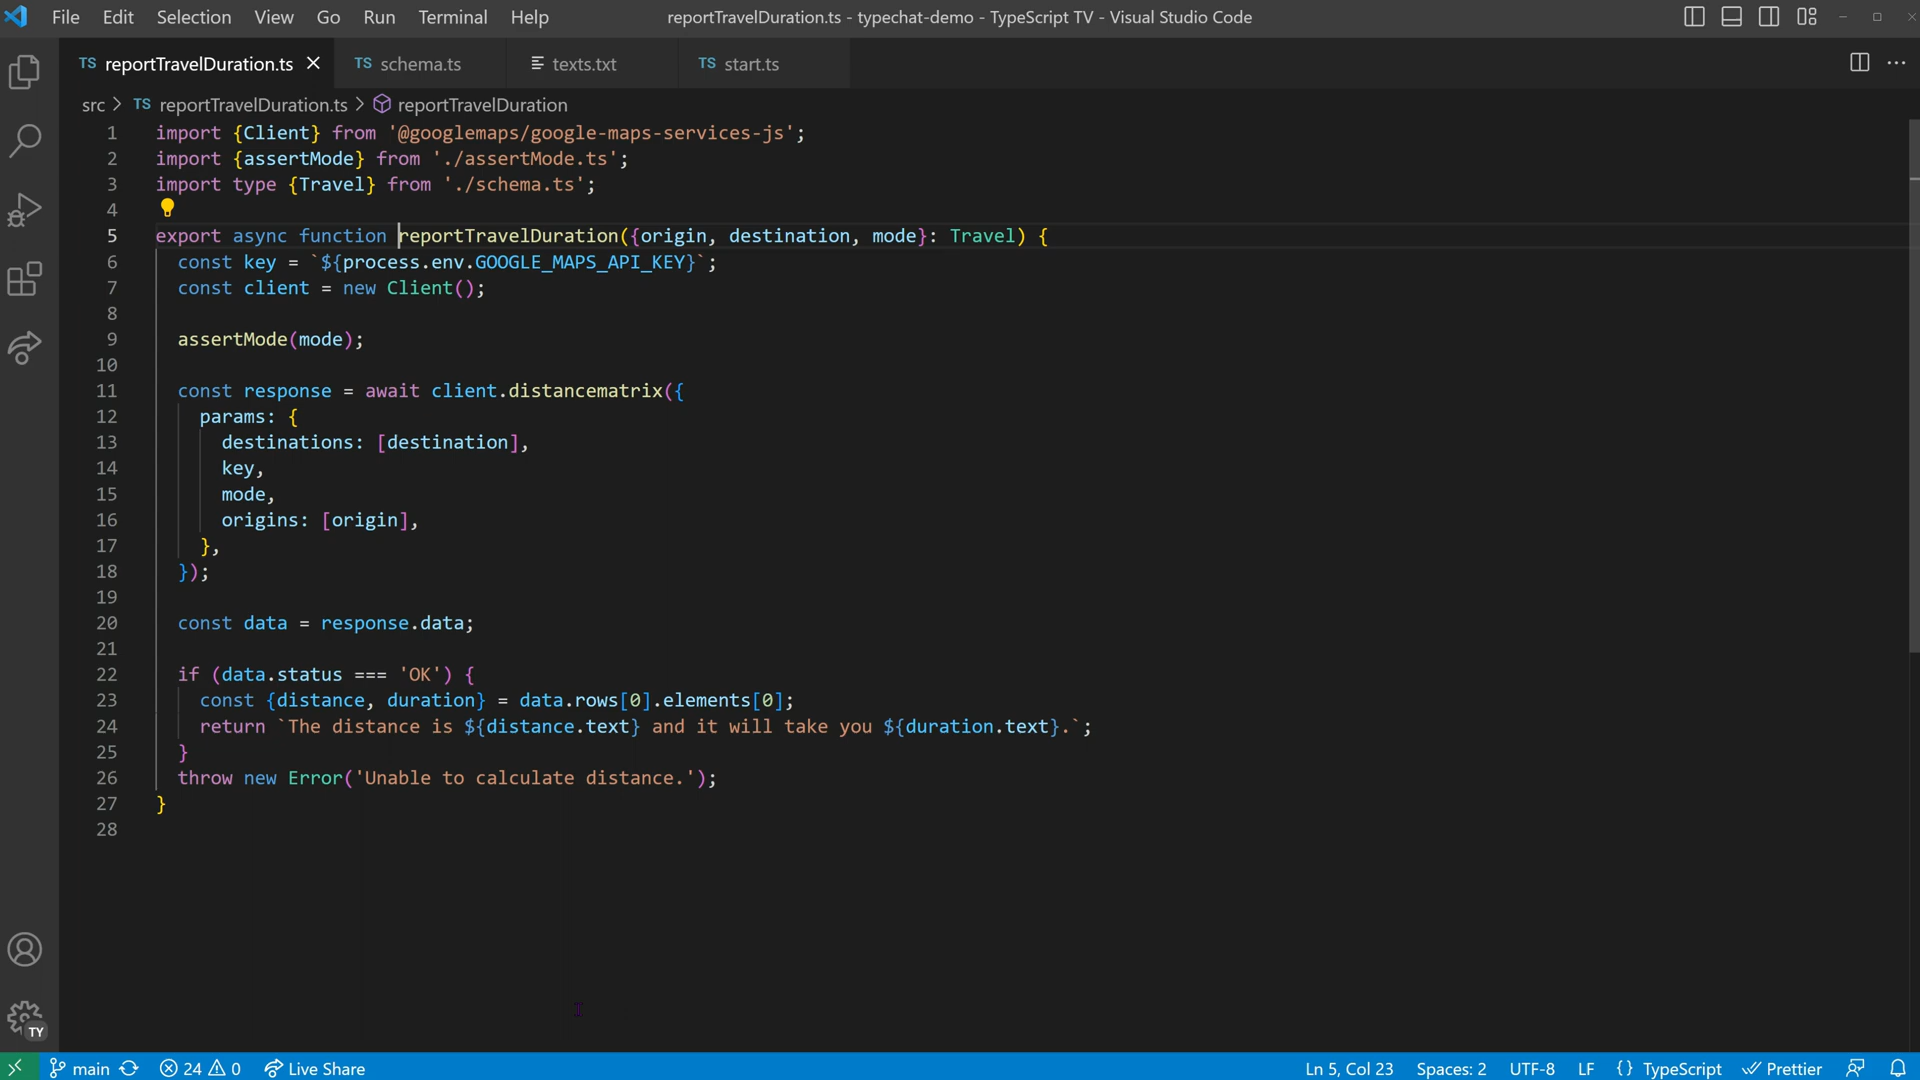 File Edit Selection View Go Run Terminal Help reportTravelDuration.ts - typechat-demo - TypeScript TV - Visual Studio Code
TS reportTravelDuration.ts TS schema.ts texts.txt TS start.ts
src > TS reportTravelDuration.ts > reportTravelDuration
1 import {Client} from '@googlemaps/google-maps-services-js';
2 import {assertMode} from './assertMode.ts';
3 import type {Travel} from './schema.ts';
4
5 export async function reportTravelDuration({origin, destination, mode}: Travel) {
6 const key = `${process.env.GOOGLE_MAPS_API_KEY}`;
7 const client = new Client();
8
9 assertMode(mode);
10
11 const response = await client.distancematrix({
12 params: {
13 destinations: [destination],
14 key,
15 mode,
16 origins: [origin],
17 },
18 });
19
20 const data = response.data;
21
22 if (data.status === 'OK') {
23 const {distance, duration} = data.rows[0].elements[0];
24 return `The distance is ${distance.text} and it will take you ${duration.text}.`;
25 }
26 throw new Error('Unable to calculate distance.');
27 }
28
TY
main 24 0 Live Share Ln 5, Col 23 Spaces: 2 UTF-8 LF {} TypeScript Prettier